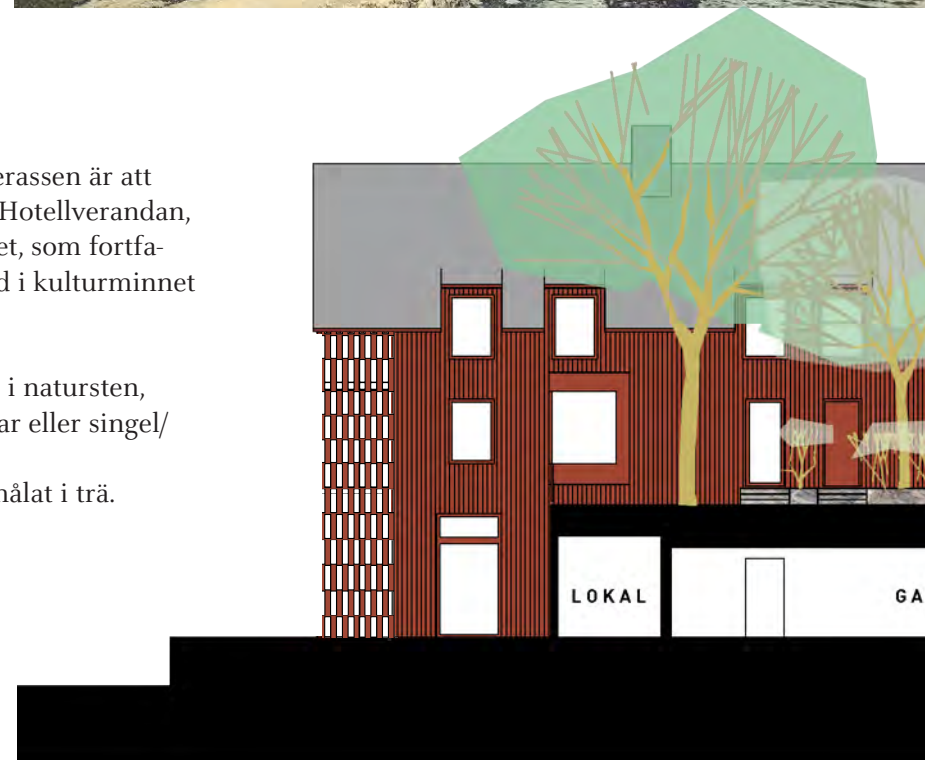 erassen är att
Hotellverandan,
et, som fortfa-
d i kulturminnet
i natursten,
ar eller singel/
målat i trä.
LOKAL
GA